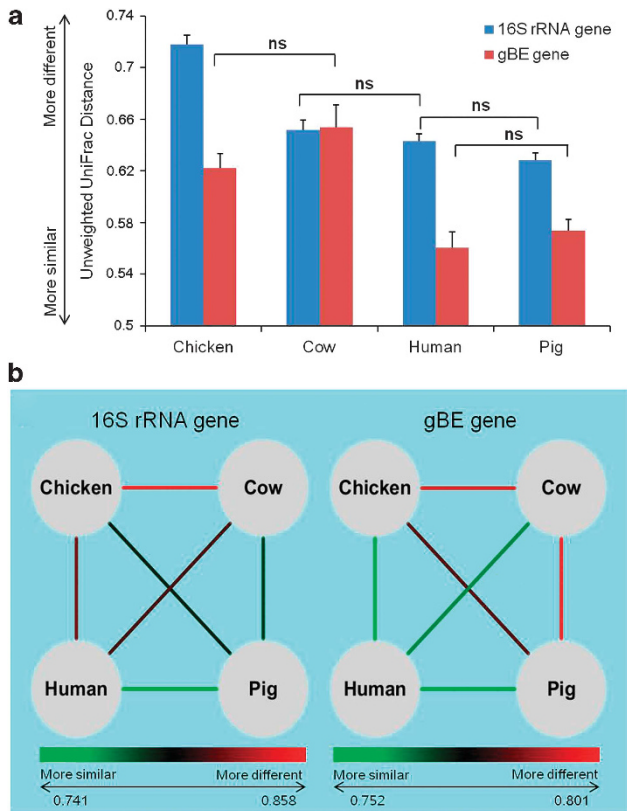 a
More different
More similar
Unweighted UniFrac Distance
0.74
0.7
0.66
0.62
0.58
0.54
0.5
16S rRNA gene
gBE gene
ns
ns
ns
ns
Chicken
Cow
Human
Pig
b
16S rRNA gene
Chicken
Cow
Human
Pig
More similar
More different
0.741
0.858
gBE gene
Chicken
Cow
Human
Pig
More similar
More different
0.752
0.801